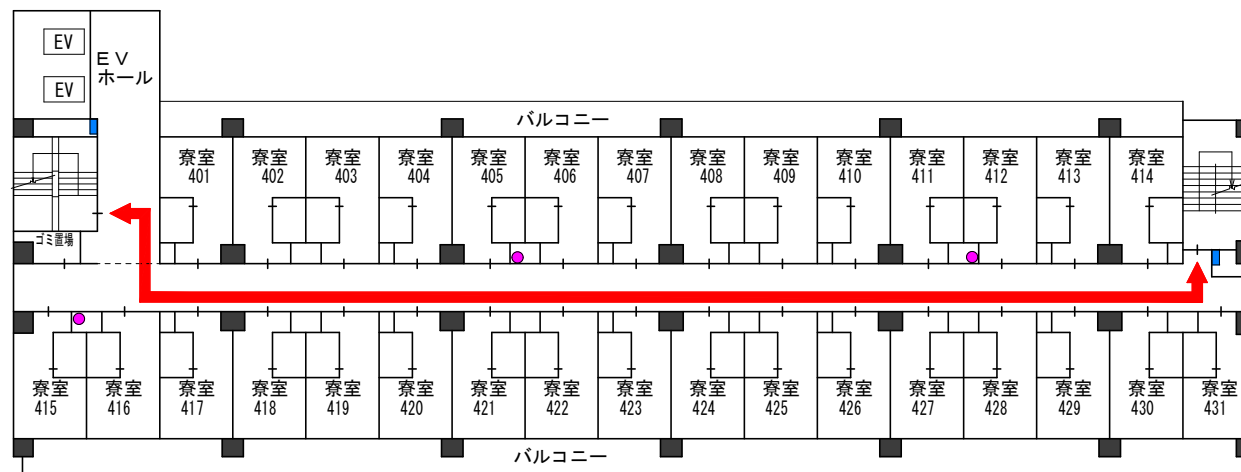 EV
EV
ＥＶ
ホール
バルコニー
寮室
401
寮室
402
寮室
403
寮室
404
寮室
405
寮室
406
寮室
407
寮室
408
寮室
409
寮室
410
寮室
411
寮室
412
寮室
413
寮室
414
ゴミ置場
寮室
415
寮室
416
寮室
417
寮室
418
寮室
419
寮室
420
寮室
421
寮室
422
寮室
423
寮室
424
寮室
425
寮室
426
寮室
427
寮室
428
寮室
429
寮室
430
寮室
431
バルコニー